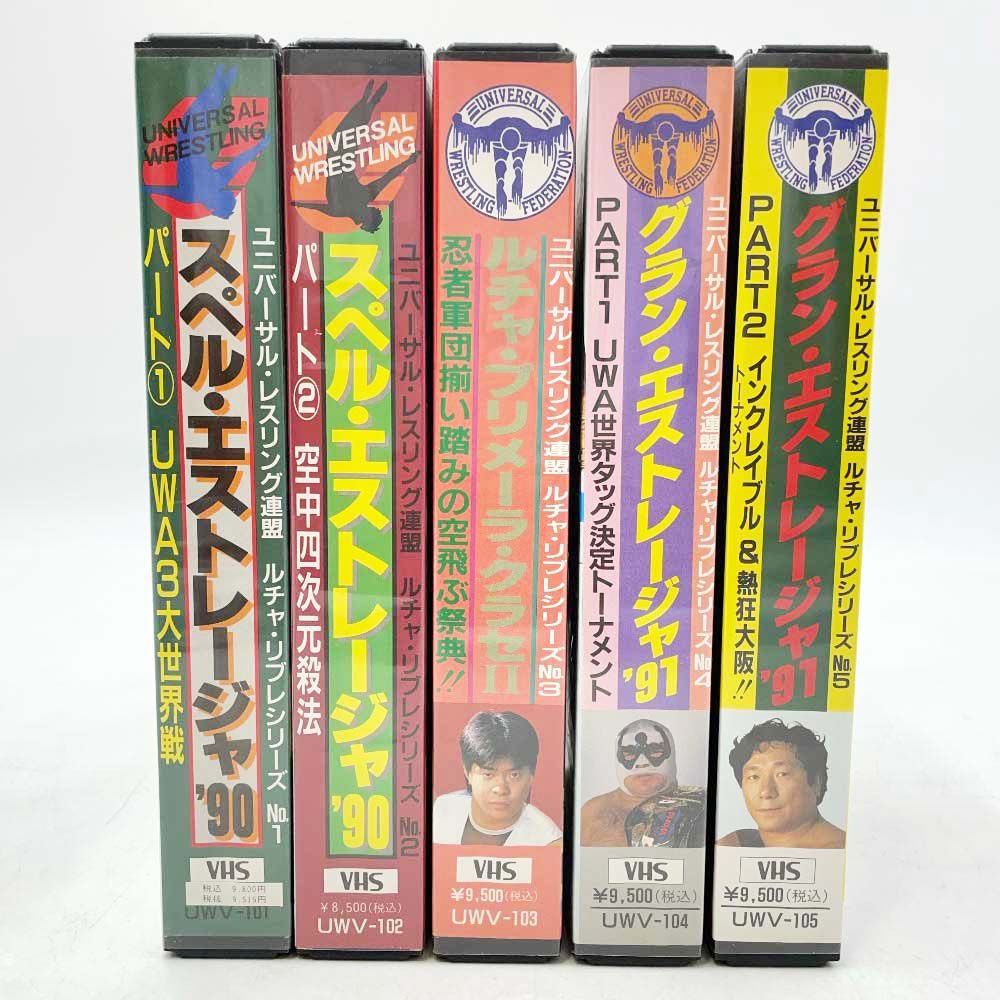 UNIVERSAL
WRESTLING
ユニバーサル・レスリング連盟 ルチャ・リブレシリーズ No.1
スペル・エストレージャ'90
パート① UWA3大世界戦
VHS
税込 9,800円
税抜 9,515円
UWV-101
UNIVERSAL
WRESTLING
ユニバーサル・レスリング連盟 ルチャ・リブレシリーズ No.2
スペル・エストレージャ'90
パート② 空中四次元殺法
VHS
¥8,500(税込)
UWV-102
UNIVERSAL
WRESTLING FEDERATION
ユニバーサル・レスリング連盟 ルチャ・リブレシリーズ No.3
ルチャ・プリメーラ・クラセII
忍者軍団揃い踏みの空飛ぶ祭典!!
VHS
¥9,500(税込)
UWV-103
UNIVERSAL
WRESTLING FEDERATION
ユニバーサル・レスリング連盟 ルチャ・リブレシリーズ No.4
グラン・エストレージャ'91
PART1 UWA世界タッグ決定トーナメント
VHS
¥9,500(税込)
UWV-104
UNIVERSAL
WRESTLING FEDERATION
ユニバーサル・レスリング連盟 ルチャ・リブレシリーズ No.5
グラン・エストレージャ'91
PART2 インクレイブル & 熱狂大阪!!
トーナメント
VHS
¥9,500(税込)
UWV-105